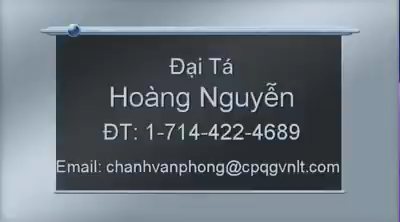 Đại Tá
Hoàng Nguyễn
ĐT: 1-714-422-4689
Email: chanhvanphong@cpqgvnlt.com